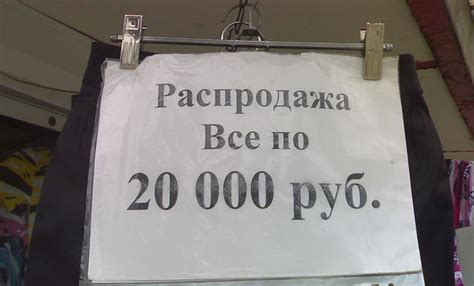 Распродажа
Все по
20 000 руб.